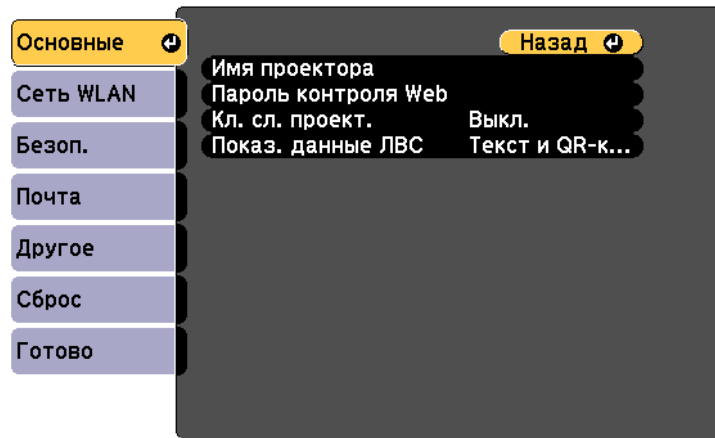 Основные
Сеть WLAN
Безоп.
Почта
Другое
Сброс
Готово
Назад
Имя проектора
Пароль контроля Web
Кл. сл. проект. Выкл.
Показ. данные ЛВС Текст и QR-к...